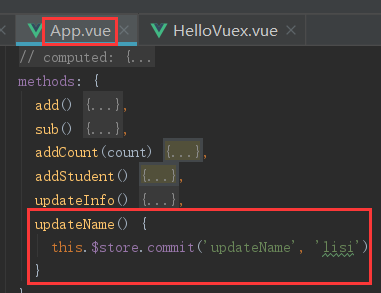 App.vue HelloVuex.vue
// computed: {...
methods: {
add() {...},
sub() {...},
addCount(count) {...},
addStudent() {...},
updateInfo() {...},
updateName() {
this.$store.commit('updateName', 'lisi')
}
}